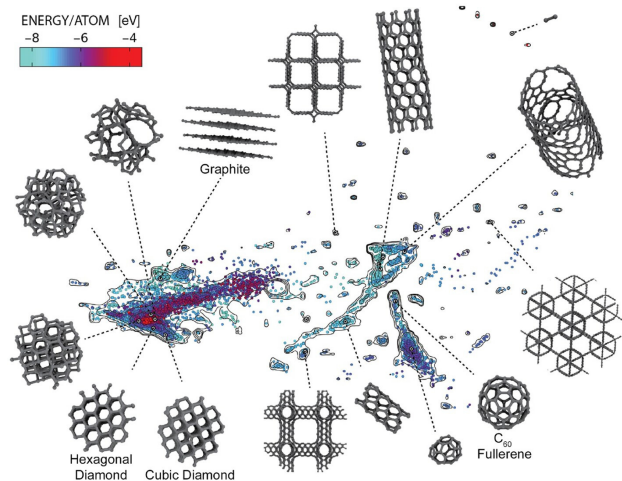 ENERGY/ATOM [eV]
−8 −6 −4
Graphite
Hexagonal
Diamond
Cubic Diamond
C60
Fullerene